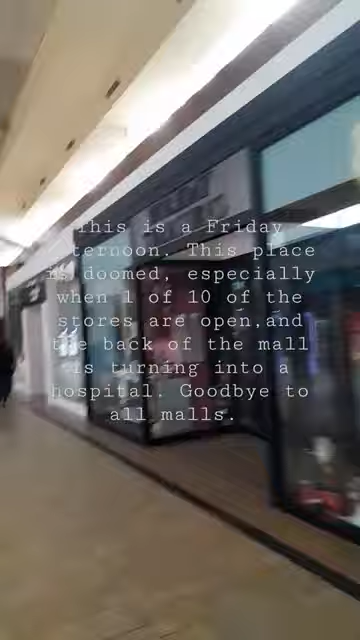 This is a Friday
afternoon. This place
is doomed, especially
when 1 of 10 of the
stores are open,and
the back of the mall
is turning into a
hospital. Goodbye to
all malls.